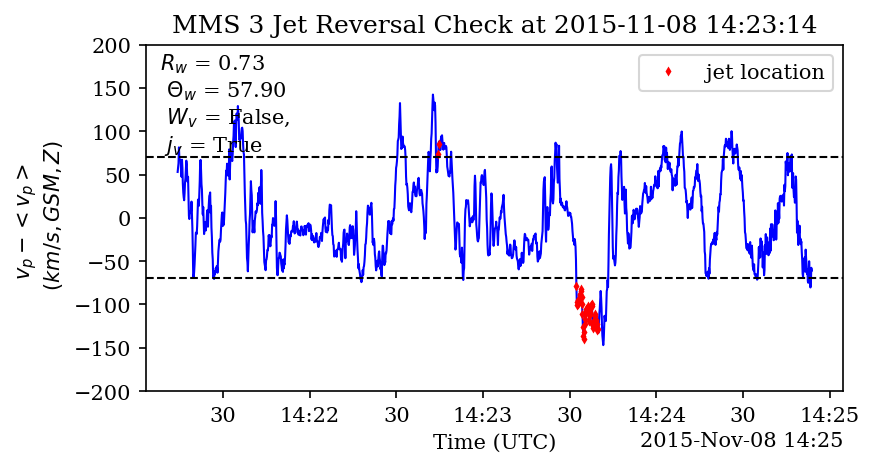 MMS 3 Jet Reversal Check at 2015-11-08 14:23:14
R_w = 0.73
Θ_w = 57.90
W_v = False,
j_v = True
jet location
v_p − < v_p >
(km/s, GSM, Z)
200
150
100
50
0
−50
−100
−150
−200
30 14:22 30 14:23 30 14:24 30 14:25
Time (UTC)
2015-Nov-08 14:25